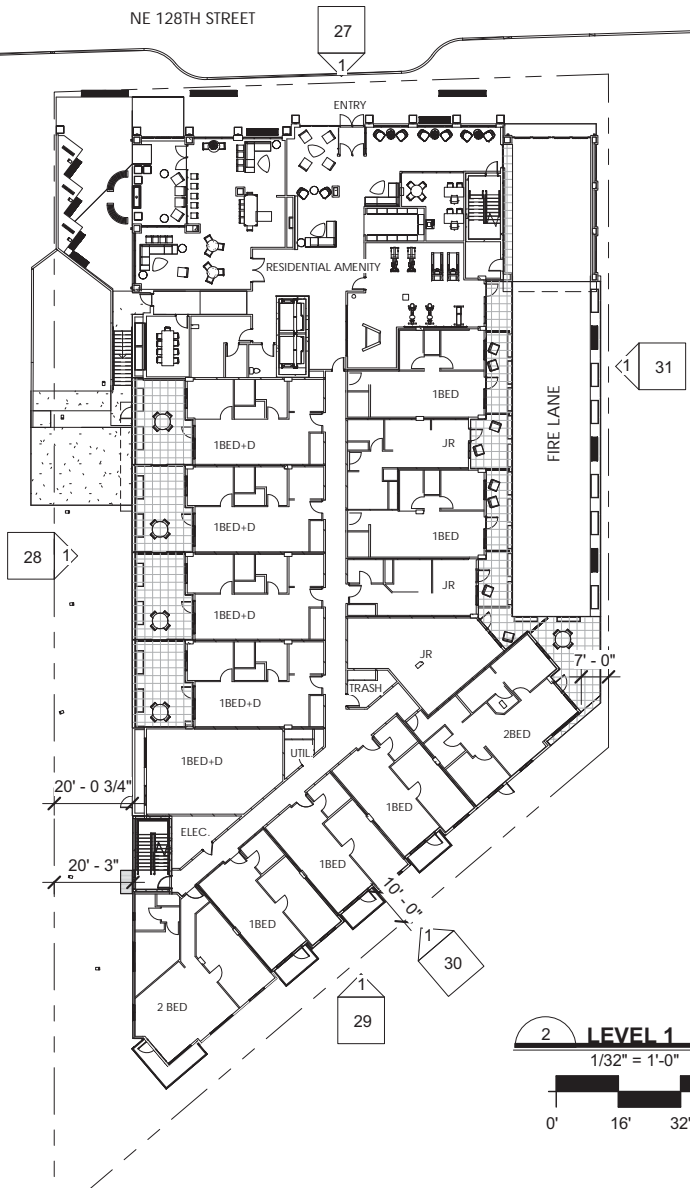 NE 128TH STREET
27
1
ENTRY
RESIDENTIAL AMENITY
1
31
1BED
FIRE LANE
1BED+D
JR
1BED+D
1BED
28
1
JR
1BED+D
JR
7' - 0"
TRASH
1BED+D
2BED
UTIL.
1BED+D
20' - 0 3/4"
1BED
ELEC.
1BED
20' - 3"
10' - 0"
1BED
1
30
1
29
2 BED
2
LEVEL 1
1/32" = 1'-0"
0'
16'
32'